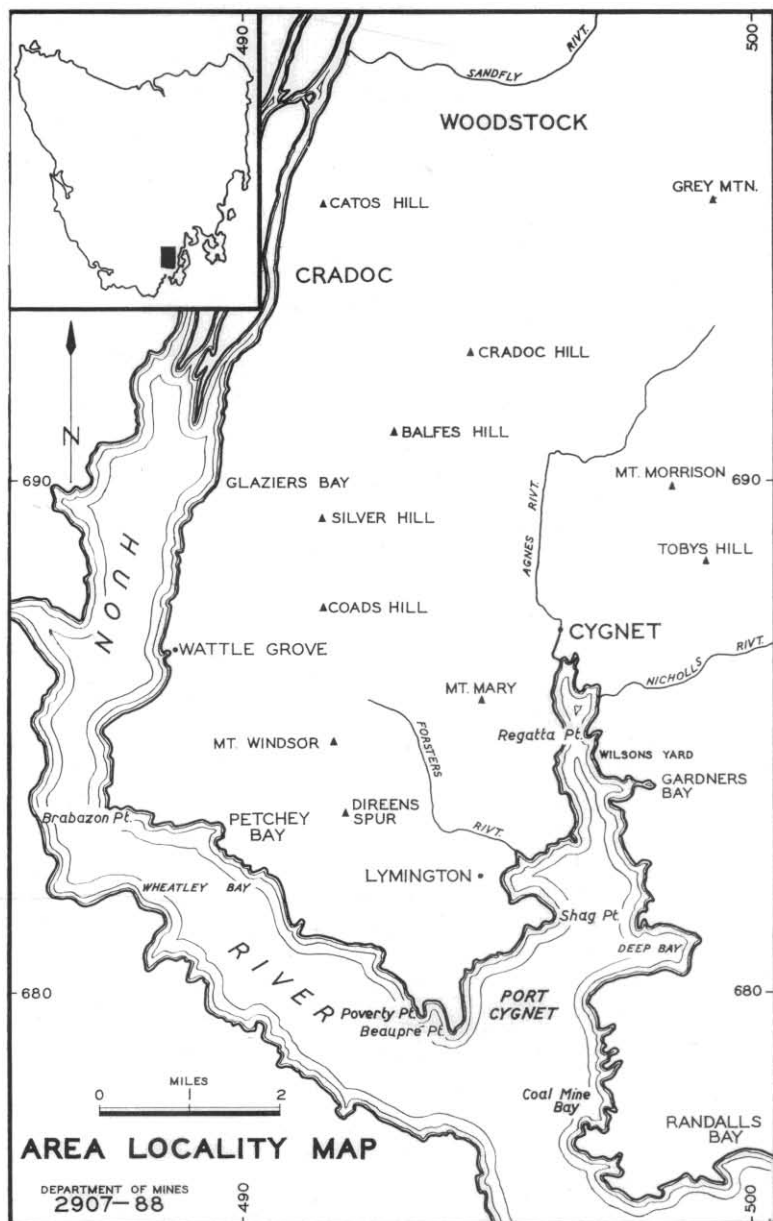 490
500
SANDFLY RIVT.
WOODSTOCK
GREY MTN.
CATOS HILL
CRADOC
CRADOC HILL
N
BALFES HILL
690
GLAZIERS BAY
MT. MORRISON
690
SILVER HILL
AGNES RIVT.
TOBYS HILL
HUON
COADS HILL
CYGNET
WATTLE GROVE
NICHOLLS RIVT.
MT. MARY
FORSTERS RIVT.
Regatta Pt.
MT. WINDSOR
WILSONS YARD
GARDNERS
BAY
Brabazon Pt.
PETCHEY
BAY
DIREENS
SPUR
LYMINGTON
WHEATLEY BAY
Shag Pt.
DEEP BAY
RIVER
680
PORT
CYGNET
680
Poverty Pt.
Beaupre Pt.
MILES
0 2
Coal Mine
Bay
RANDALLS
BAY
AREA LOCALITY MAP
DEPARTMENT OF MINES
2907-88
490
500